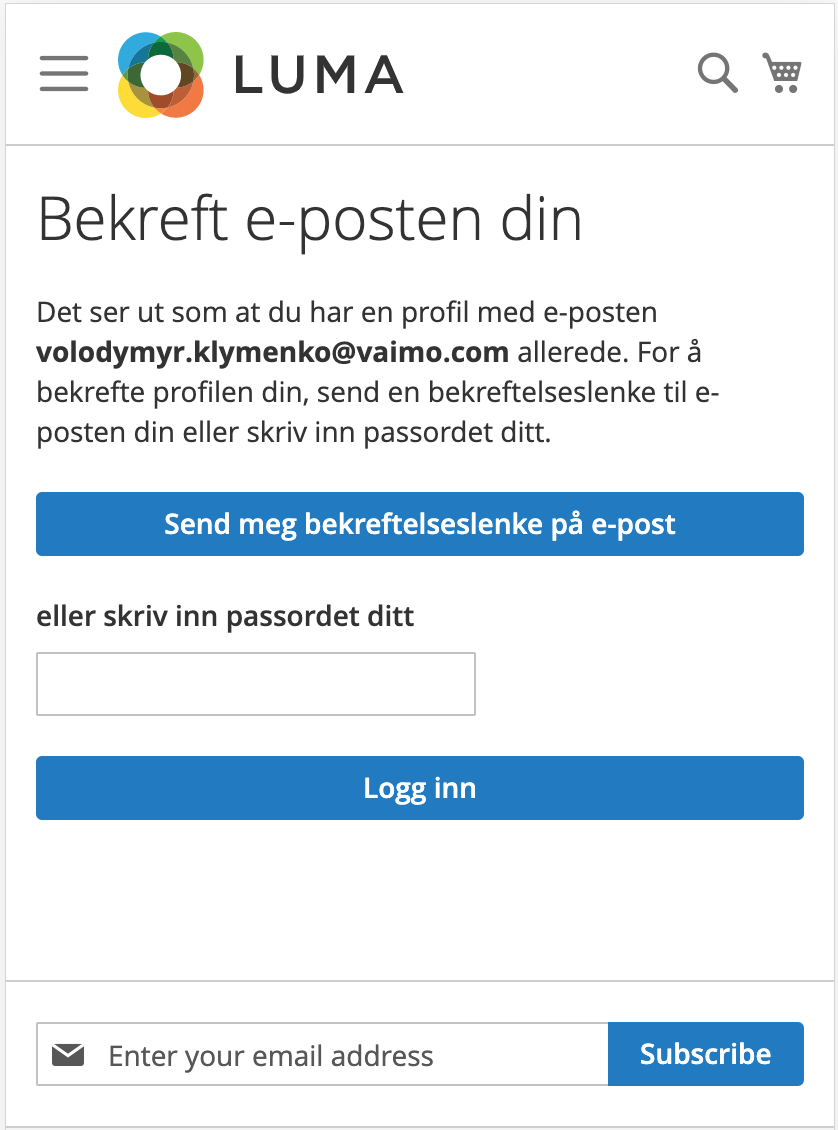 LUMA
Bekreft e-posten din
Det ser ut som at du har en profil med e-posten
volodymyr.klymenko@vaimo.com allerede. For å
bekrefte profilen din, send en bekreftelseslenke til e-
posten din eller skriv inn passordet ditt.
Send meg bekreftelseslenke på e-post
eller skriv inn passordet ditt
Logg inn
Enter your email address
Subscribe